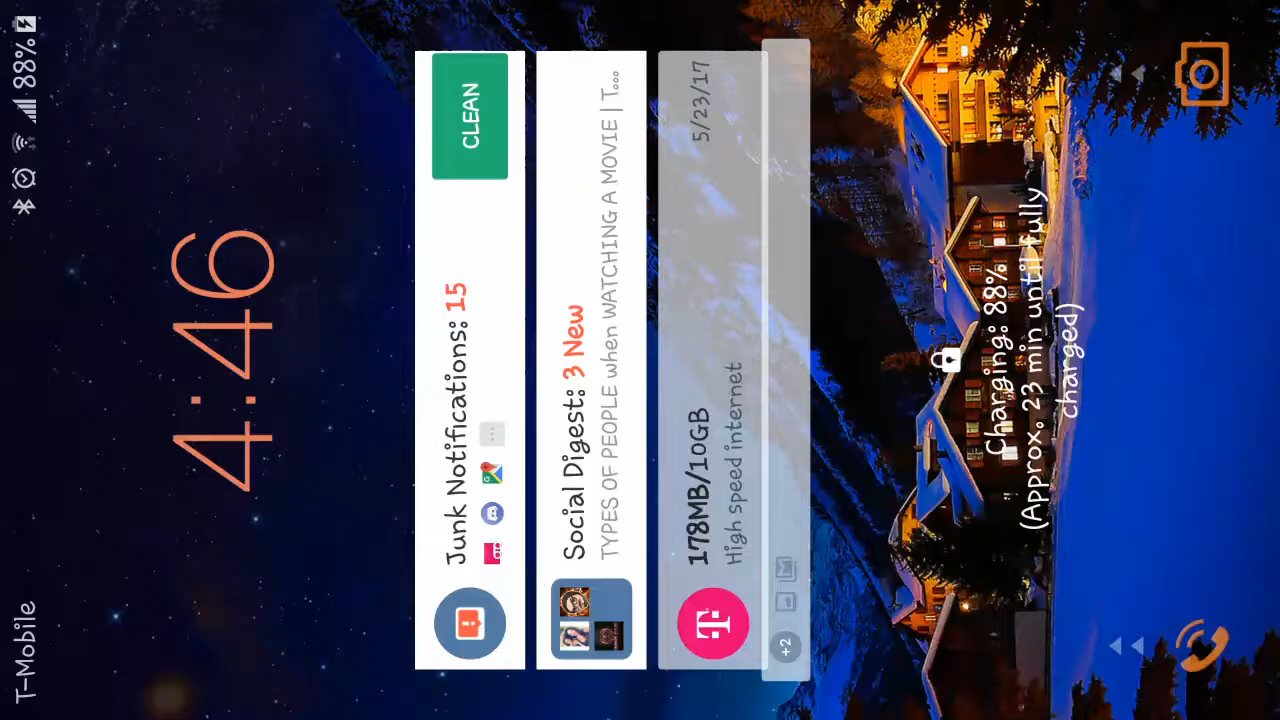 T-Mobile 88%
4:46
Junk Notifications: 15
CLEAN
Social Digest: 3 New
TYPES OF PEOPLE when WATCHING A MOVIE | T...
178MB/10GB 5/23/17
High speed internet
+2
Charging: 88%
(Approx. 23 min until fully
charged)